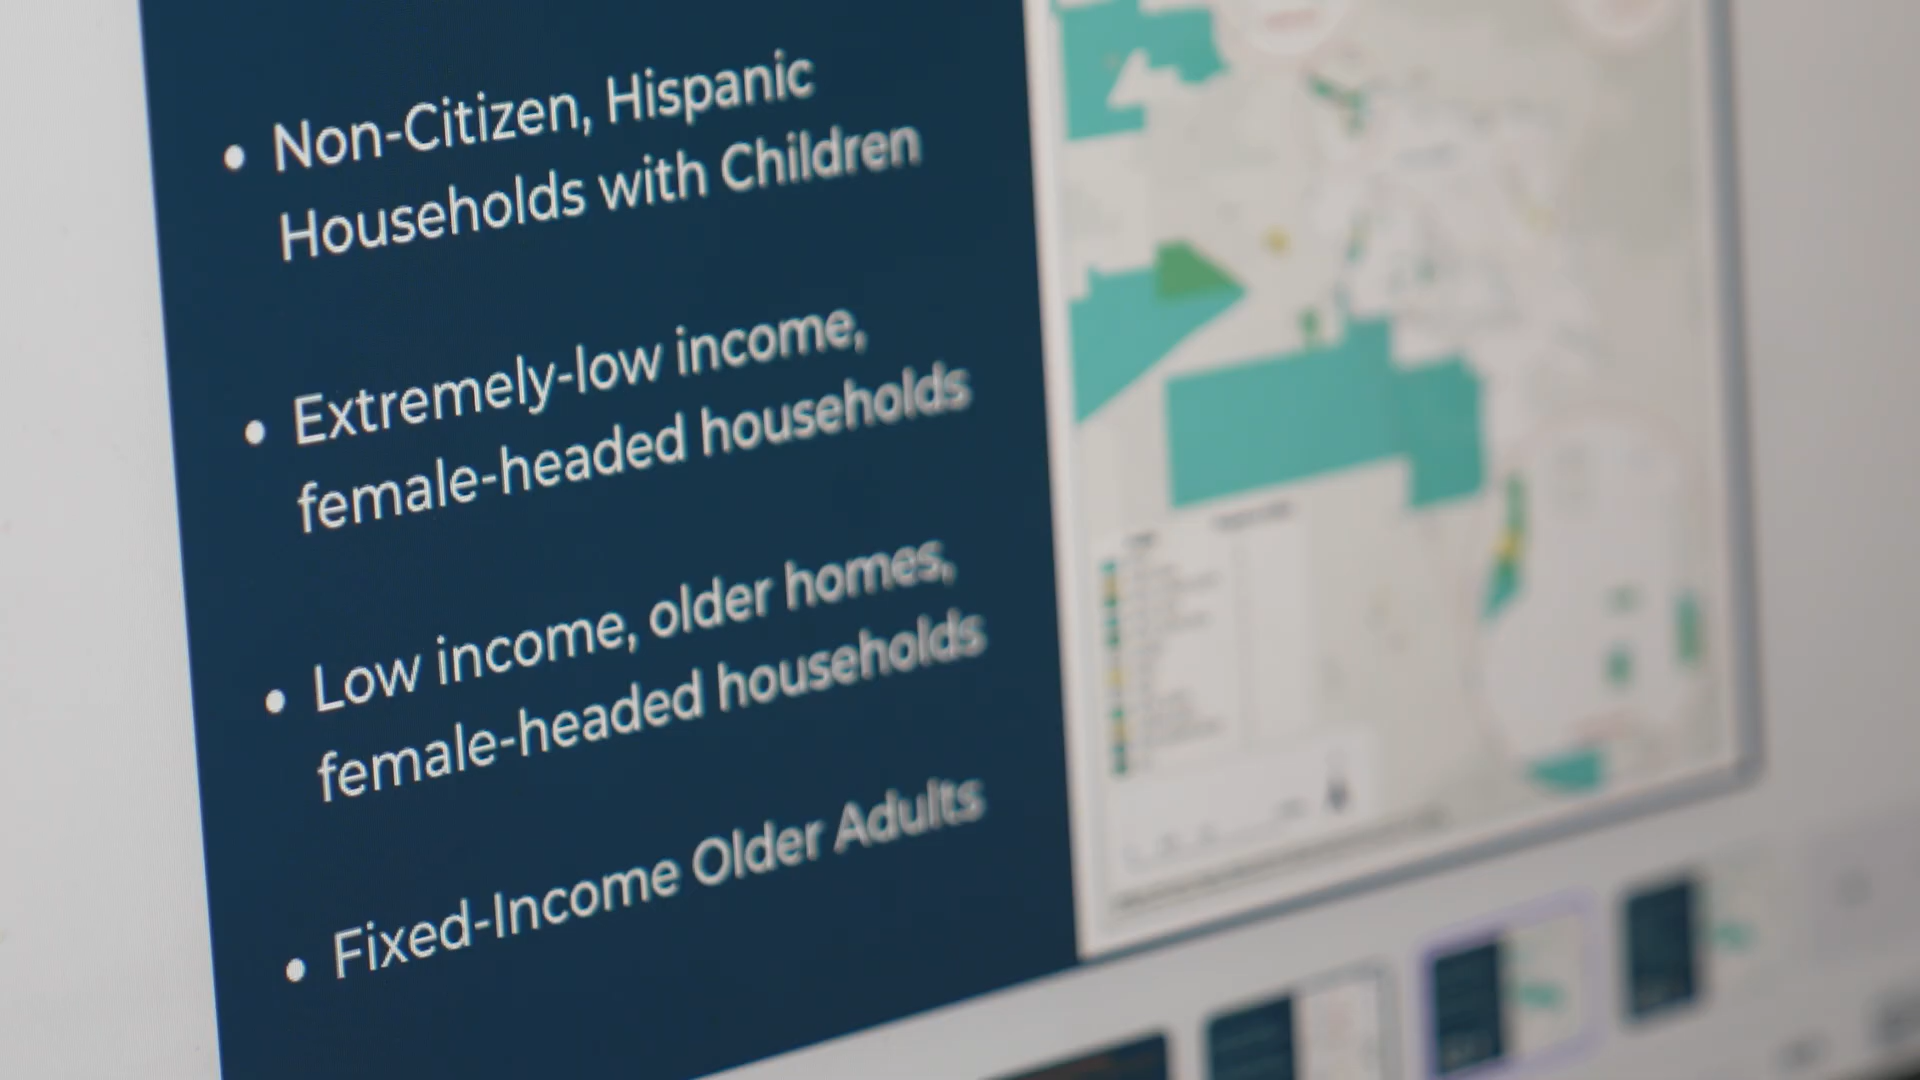 • Non-Citizen, Hispanic
Households with Children
• Extremely-low income,
female-headed households
• Low income, older homes,
female-headed households
• Fixed-Income Older Adults